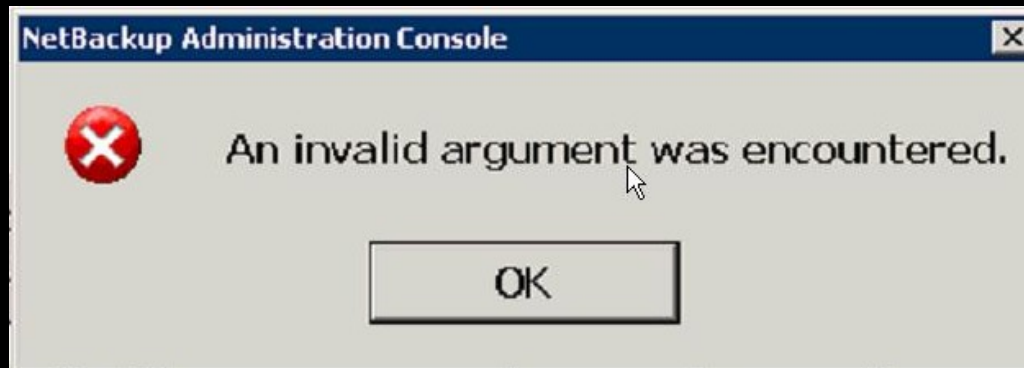 NetBackup Administration Console
An invalid argument was encountered.
OK